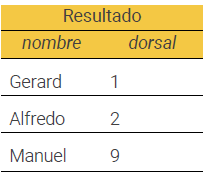 Resultado
nombre dorsal
Gerard 1
Alfredo 2
Manuel 9